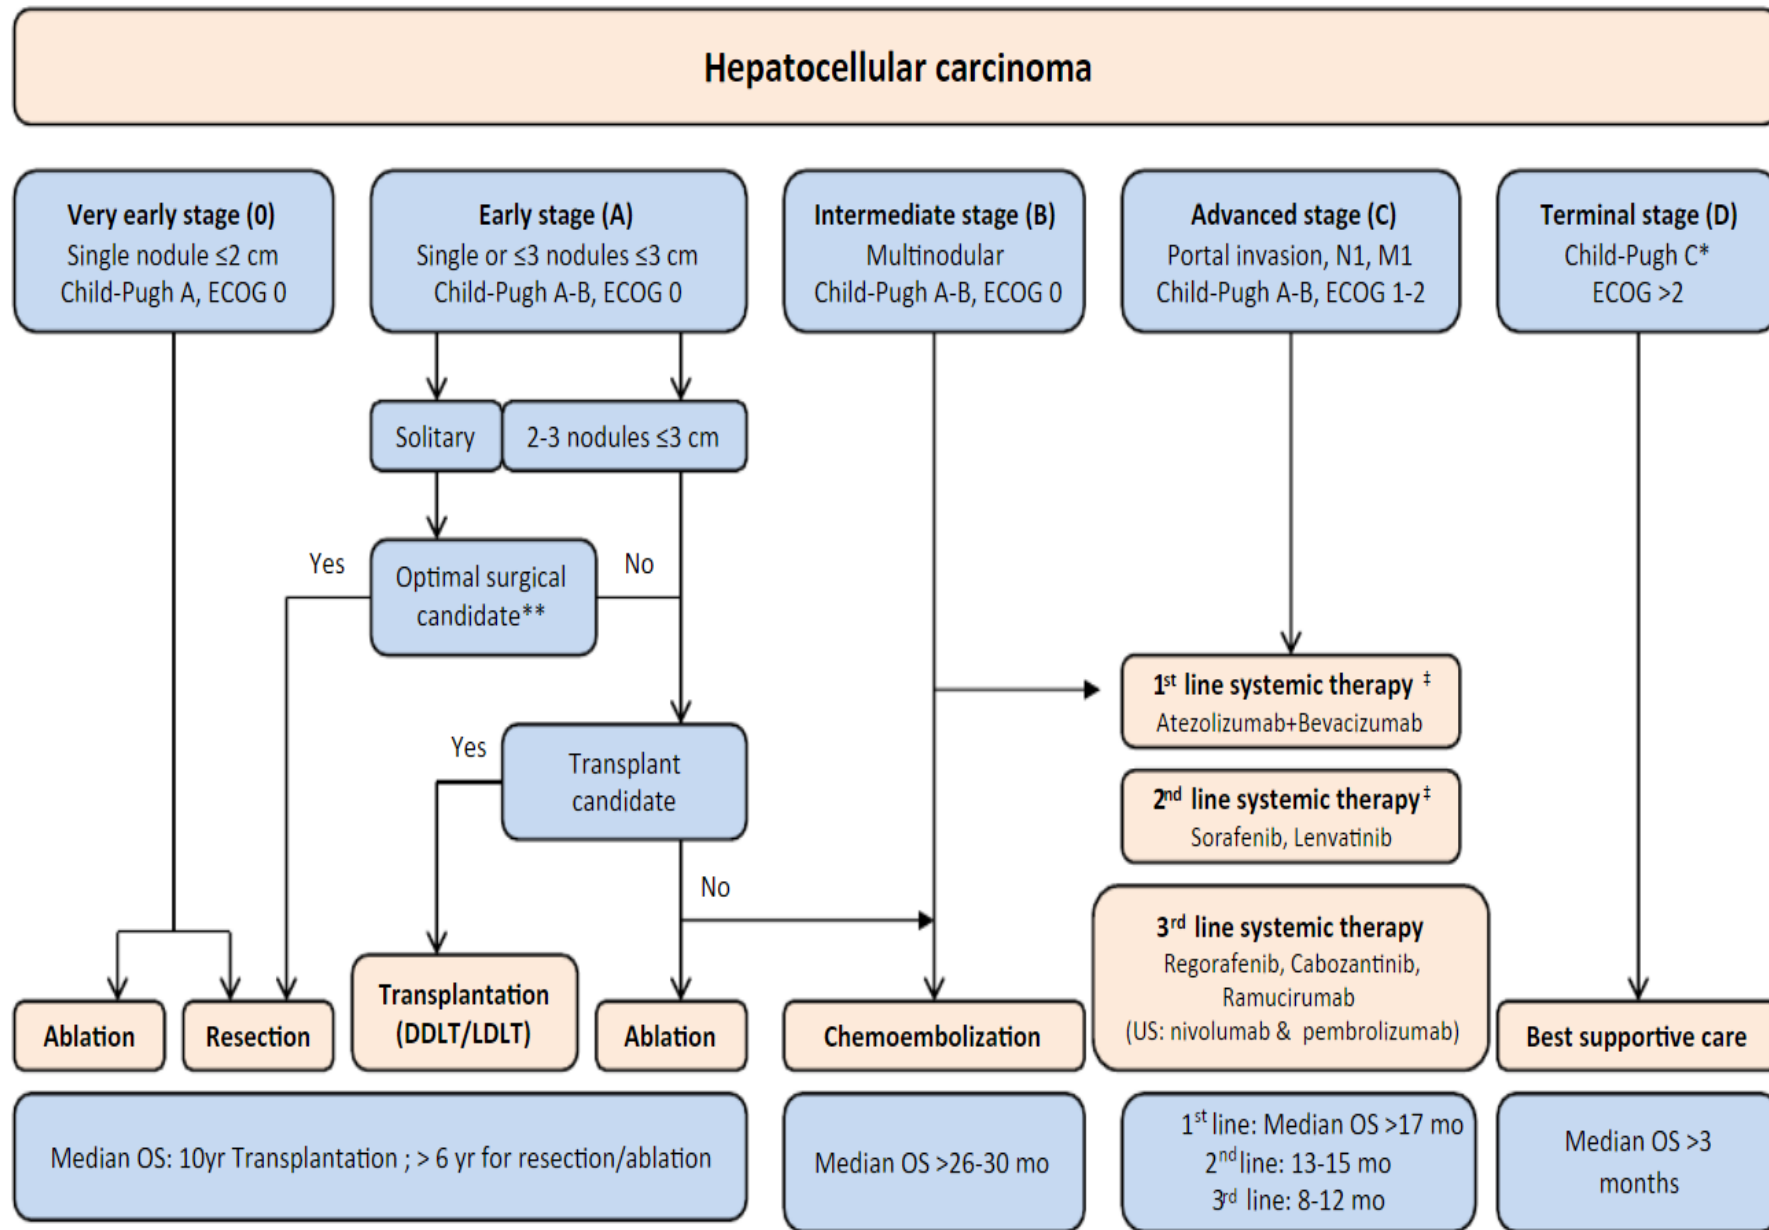 Hepatocellular carcinoma
Very early stage (0)
Single nodule ≤2 cm
Child-Pugh A, ECOG 0
Early stage (A)
Single or ≤3 nodules ≤3 cm
Child-Pugh A-B, ECOG 0
Intermediate stage (B)
Multinodular
Child-Pugh A-B, ECOG 0
Advanced stage (C)
Portal invasion, N1, M1
Child-Pugh A-B, ECOG 1-2
Terminal stage (D)
Child-Pugh C*
ECOG >2
Solitary
2-3 nodules ≤3 cm
Yes
Optimal surgical
candidate**
No
Yes
Transplant
candidate
No
1st line systemic therapy ‡
Atezolizumab+Bevacizumab
2nd line systemic therapy‡
Sorafenib, Lenvatinib
3rd line systemic therapy
Regorafenib, Cabozantinib,
Ramucirumab
(US: nivolumab & pembrolizumab)
Ablation
Resection
Transplantation
(DDLT/LDLT)
Ablation
Chemoembolization
Best supportive care
Median OS: 10yr Transplantation ; > 6 yr for resection/ablation
Median OS >26-30 mo
1st line: Median OS >17 mo
2nd line: 13-15 mo
3rd line: 8-12 mo
Median OS >3
months